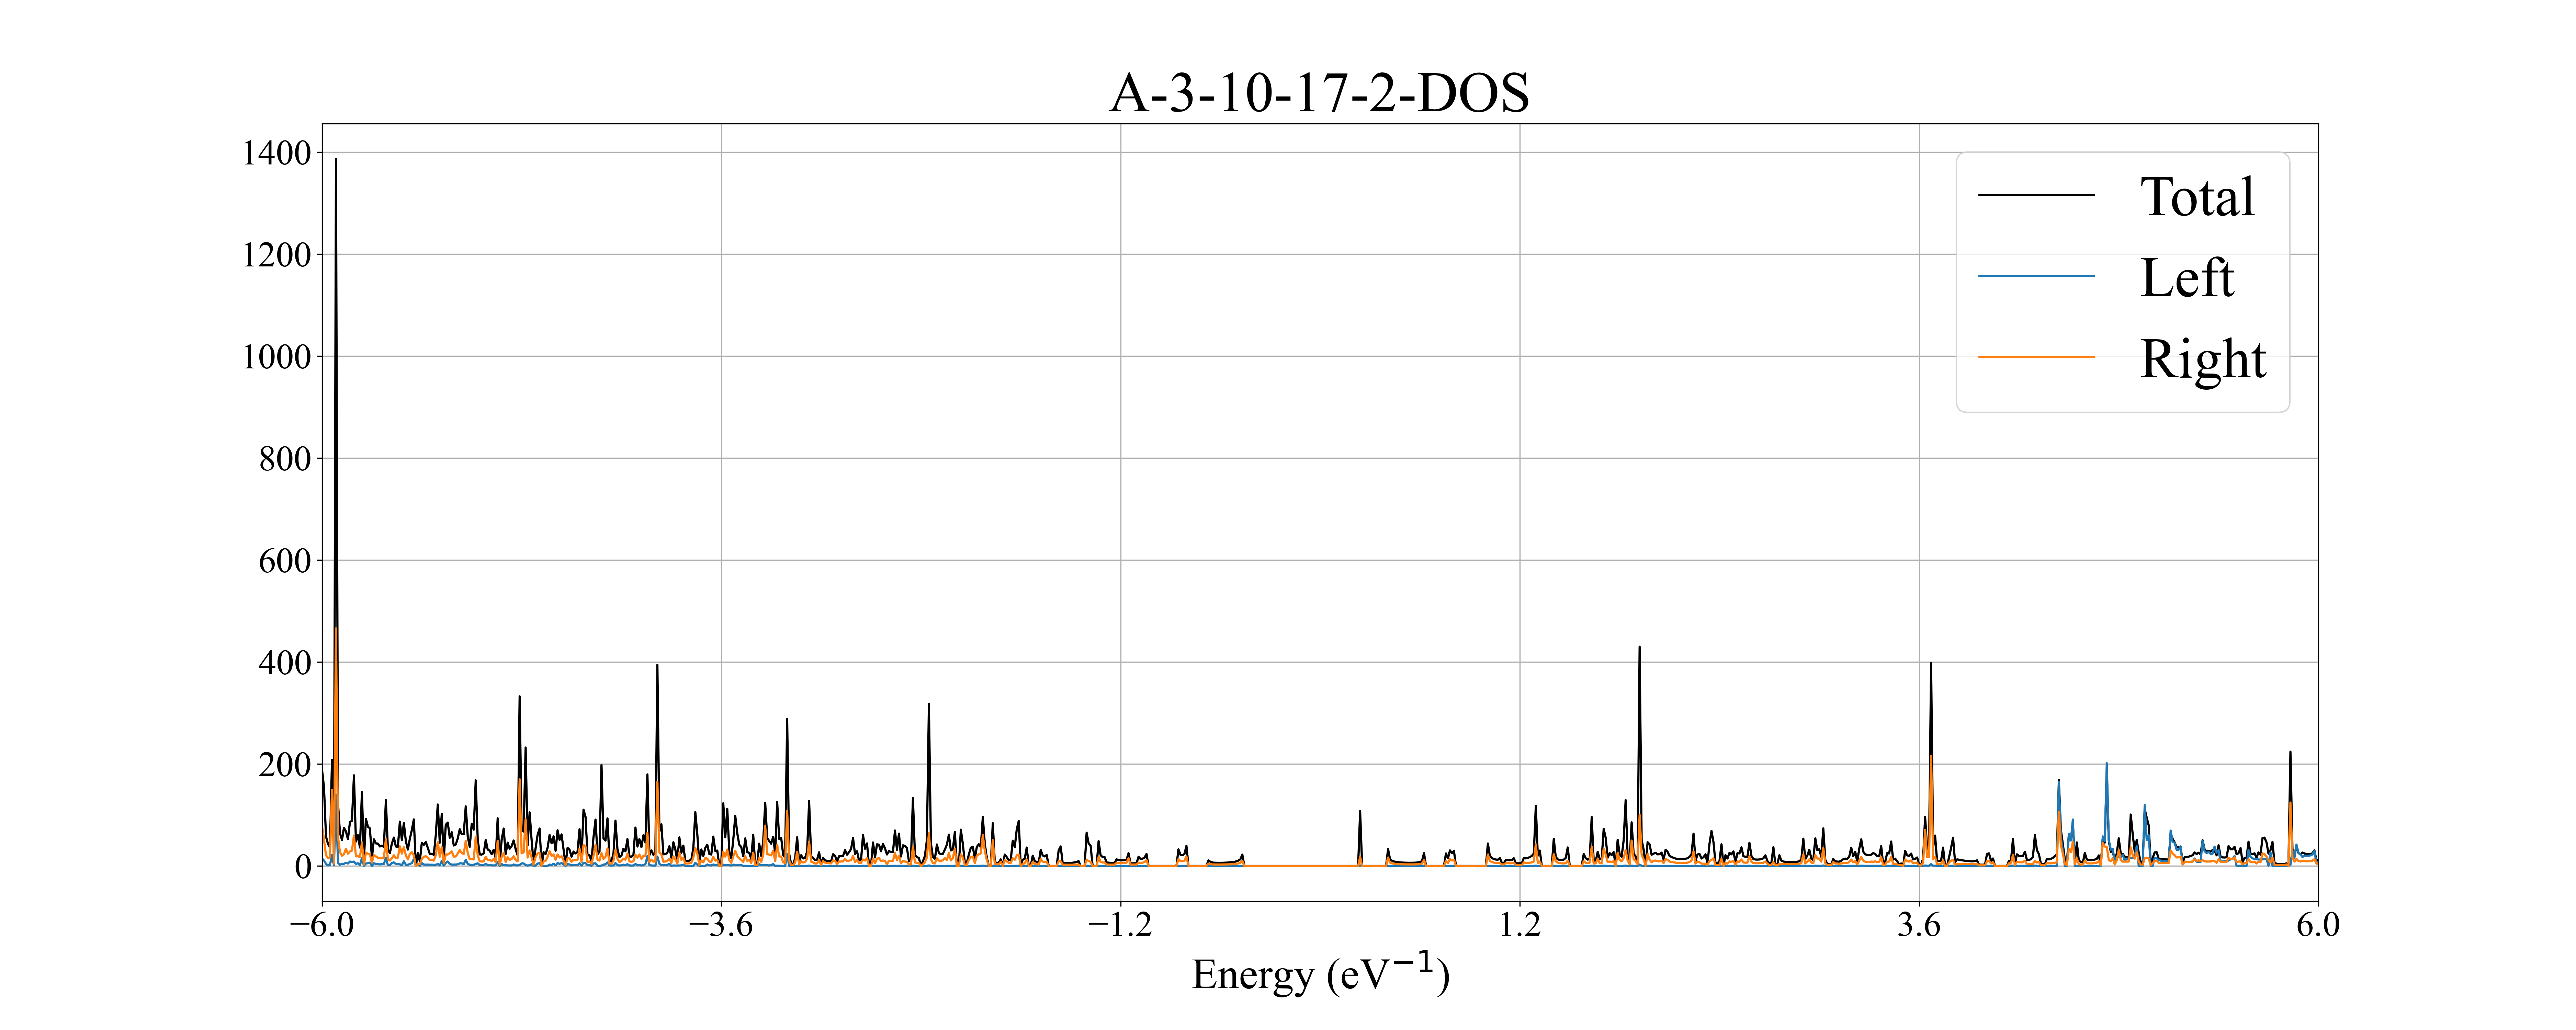 A-3-10-17-2-DOS
1400
1200
1000
800
600
400
200
0
Total
Left
Right
−6.0 −3.6 −1.2 1.2 3.6 6.0
Energy (eV⁻¹)